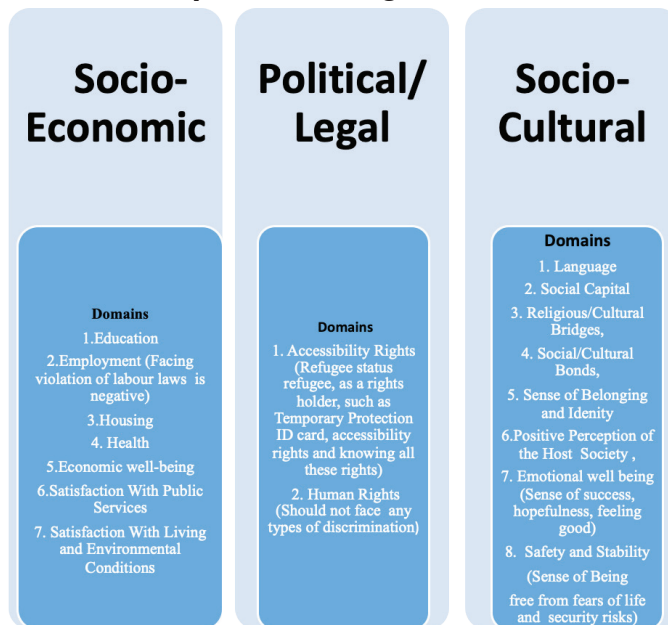 Socio-
Economic
Domains
1.Education
2.Employment (Facing
violation of labour laws is
negative)
3.Housing
4. Health
5.Economic well-being
6.Satisfaction With Public
Services
7. Satisfaction With Living
and Environmental
Conditions
Political/
Legal
Domains
1. Accessibility Rights
(Refugee status
refugee, as a rights
holder, such as
Temporary Protection
ID card, accessibility
rights and knowing all
these rights)
2. Human Rights
(Should not face any
types of discrimination)
Socio-
Cultural
Domains
1. Language
2. Social Capital
3. Religious/Cultural
Bridges,
4. Social/Cultural
Bonds,
5. Sense of Belonging
and Idenity
6.Positive Perception of
the Host Society ,
7. Emotional well being
(Sense of success,
hopefulness, feeling
good)
8. Safety and Stability
(Sense of Being
free from fears of life
and security risks)